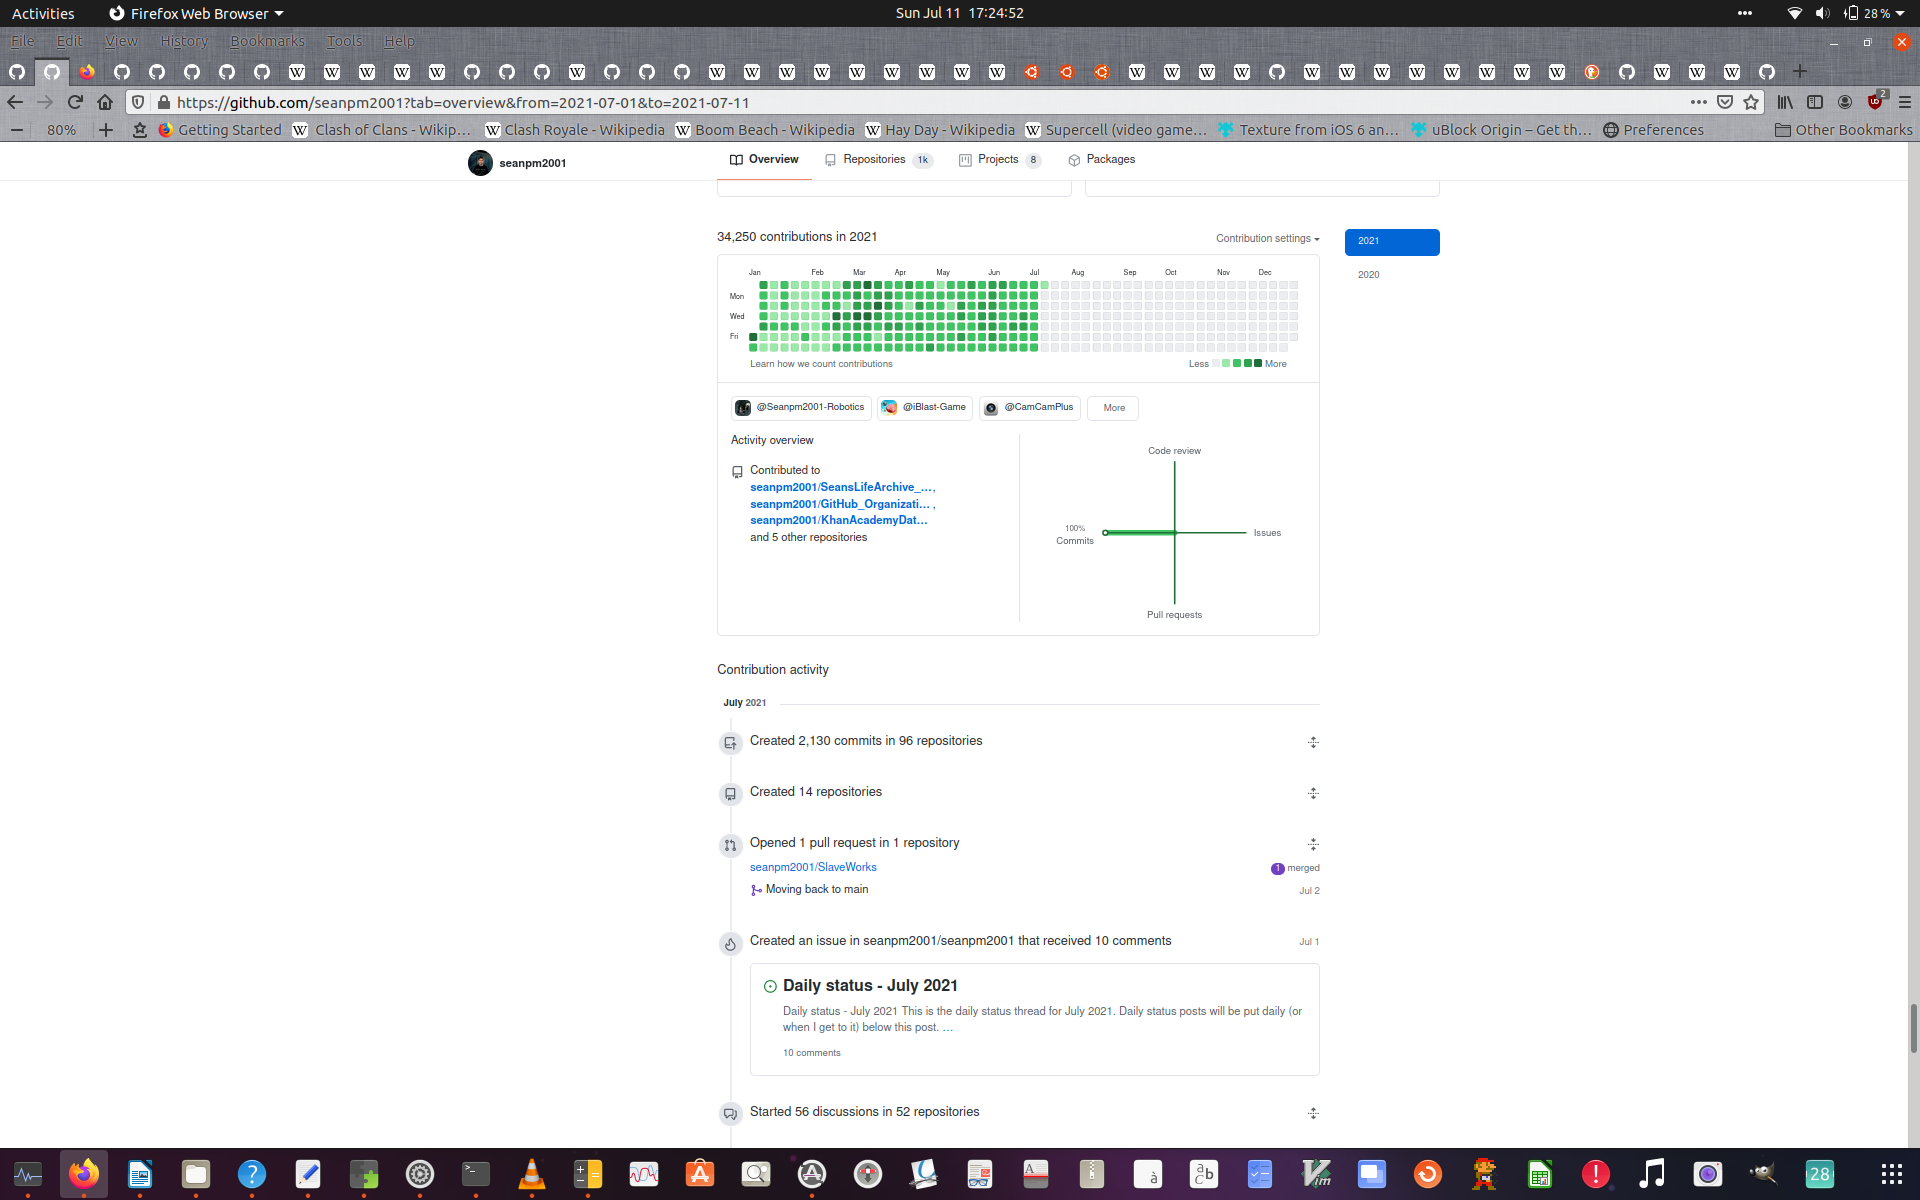 Activities
Firefox Web Browser
Sun Jul 11 17:24:52
28 %
File Edit View History Bookmarks Tools Help
https://github.com/seanpm2001?tab=overview&from=2021-07-01&to=2021-07-11
2
80%
Getting Started
Clash of Clans - Wikip…
Clash Royale - Wikipedia
Boom Beach - Wikipedia
Hay Day - Wikipedia
Supercell (video game…
Texture from iOS 6 an…
uBlock Origin – Get th…
Preferences
Other Bookmarks
seanpm2001
Overview
Repositories 1k
Projects 8
Packages
34,250 contributions in 2021
Contribution settings
2021
2020
Jan Feb Mar Apr May Jun Jul Aug Sep Oct Nov Dec
Mon
Wed
Fri
Learn how we count contributions
Less More
@Seanpm2001-Robotics
@iBlast-Game
@CamCamPlus
More
Activity overview
Contributed to
seanpm2001/SeansLifeArchive_…,
seanpm2001/GitHub_Organizati… ,
seanpm2001/KhanAcademyDat…
and 5 other repositories
Code review
100%
Commits
Issues
Pull requests
Contribution activity
July 2021
Created 2,130 commits in 96 repositories
Created 14 repositories
Opened 1 pull request in 1 repository
seanpm2001/SlaveWorks
1 merged
Moving back to main
Jul 2
Created an issue in seanpm2001/seanpm2001 that received 10 comments
Jul 1
Daily status - July 2021
Daily status - July 2021 This is the daily status thread for July 2021. Daily status posts will be put daily (or
when I get to it) below this post. …
10 comments
Started 56 discussions in 52 repositories
28